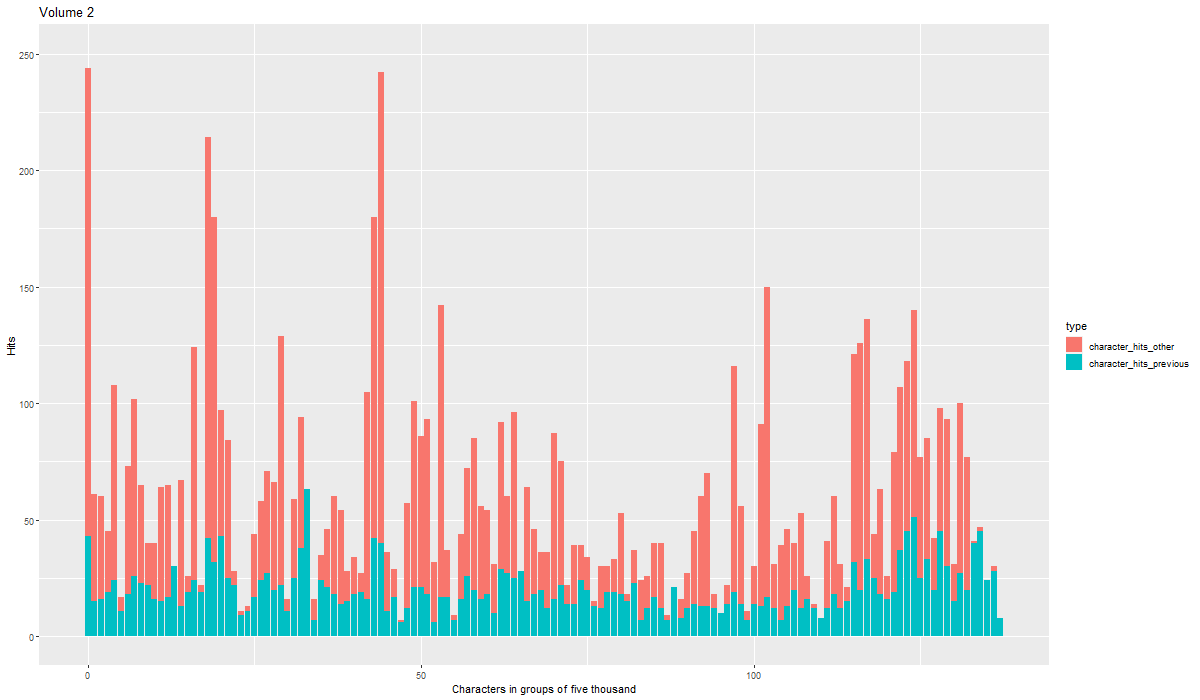 Volume 2
250
200
150
100
50
0
Hits
0 50 100
Characters in groups of five thousand
type
character_hits_other
character_hits_previous